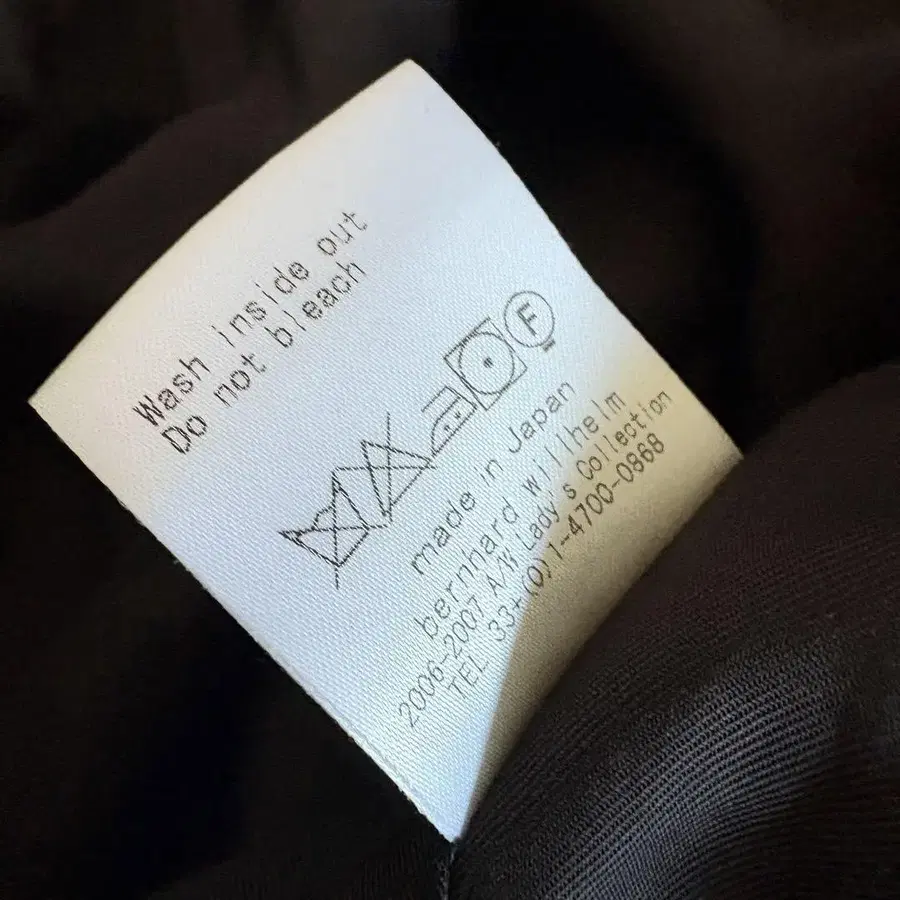 Wash inside out
Do not bleach
F
made in Japan
bernhard willhelm
2006-2007 A/W Lady's Collection
TEL 33+(0)1-4700-0868